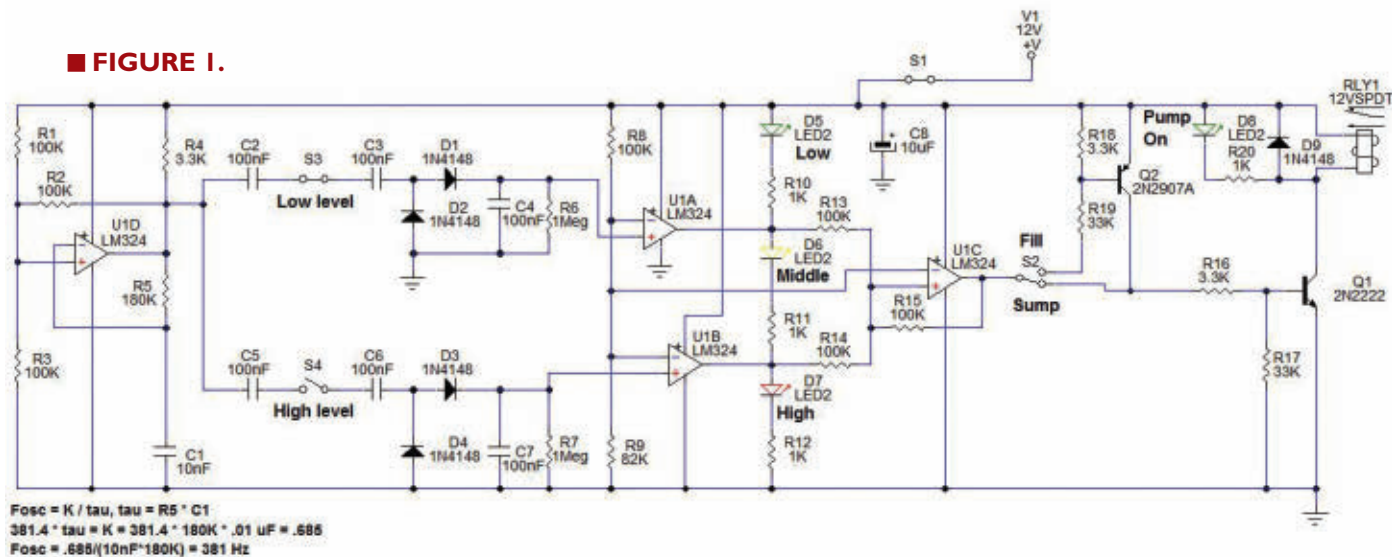 ■ FIGURE 1.
V1
12V
+V
S1
RLY1
12VSPDT
R1
100K
R4
3.3K
C2
100nF
S3
C3
100nF
D1
1N4148
R8
100K
D5
LED2
Low
C8
10uF
R18
3.3K
Pump
On
D8
LED2
R20
1K
D9
1N4148
R2
100K
Low level
D2
1N4148
C4
100nF
R6
1Meg
U1A
LM324
R10
1K
R13
100K
Q2
2N2907A
R19
33K
U1D
LM324
D6
LED2
Middle
U1C
LM324
Fill
S2
Sump
R16
3.3K
Q1
2N2222
R5
180K
R11
1K
R15
100K
U1B
LM324
R14
100K
R3
100K
C5
100nF
S4
C6
100nF
D3
1N4148
High level
D7
LED2
High
R17
33K
C1
10nF
D4
1N4148
C7
100nF
R7
1Meg
R9
82K
R12
1K
Fosc = K / tau, tau = R5 * C1
381.4 * tau = K = 381.4 * 180K * .01 uF = .685
Fosc = .685/(10nF*180K) = 381 Hz